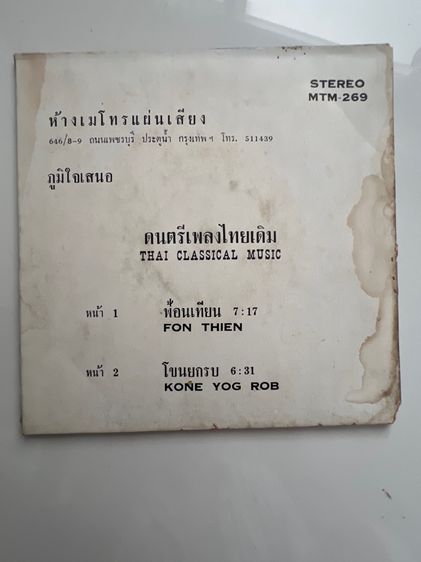 STEREO
MTM-269
ห้างเมโทรแผ่นเสียง
646/8-9 ถนนเพชรบุรี ประตูน้ำ กรุงเทพฯ โทร. 511439
ภูมิใจเสนอ
ดนตรีเพลงไทยเดิม
THAI CLASSICAL MUSIC
หน้า 1 ฟ้อนเทียน 7:17
FON THIEN
หน้า 2 โขนยกรบ 6:31
KONE YOG ROB